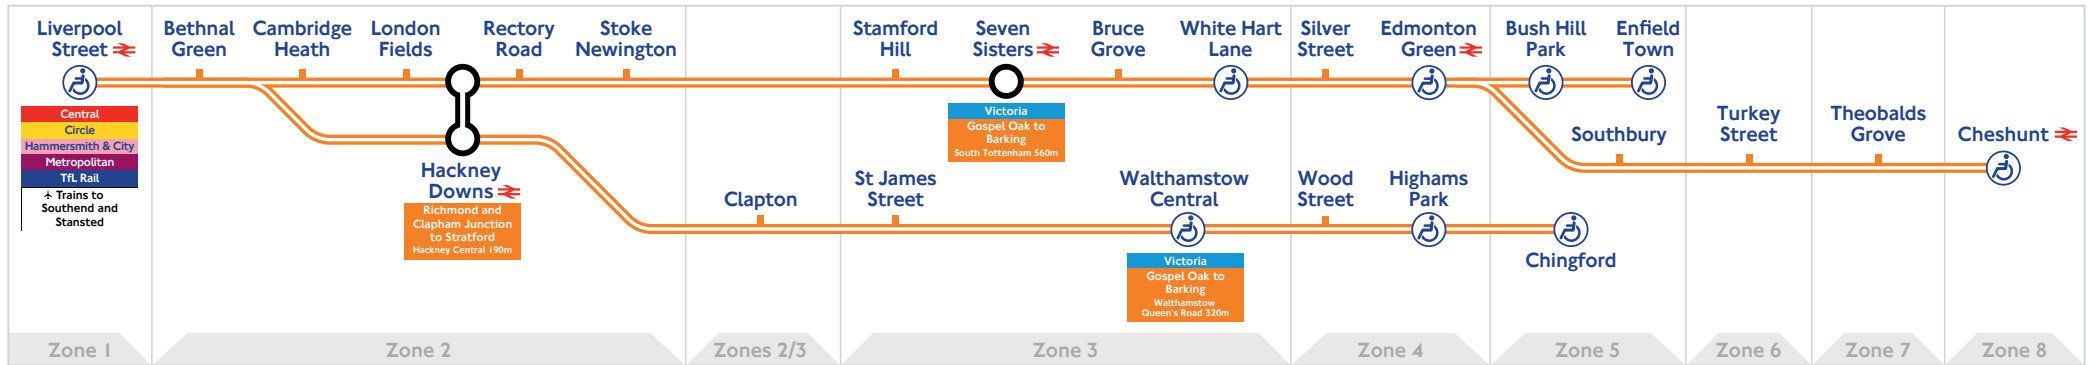 Liverpool
Street
Bethnal
Green
Cambridge
Heath
London
Fields
Rectory
Road
Stoke
Newington
Stamford
Hill
Seven
Sisters
Bruce
Grove
White Hart
Lane
Silver
Street
Edmonton
Green
Bush Hill
Park
Enfield
Town
Central
Circle
Hammersmith & City
Metropolitan
TfL Rail
Trains to
Southend and
Stansted
Victoria
Gospel Oak to
Barking
South Tottenham 560m
Southbury
Turkey
Street
Theobalds
Grove
Cheshunt
Hackney
Downs
Richmond and
Clapham Junction
to Stratford
Hackney Central 190m
Clapton
St James
Street
Walthamstow
Central
Victoria
Gospel Oak to
Barking
Walthamstow
Queen's Road 320m
Wood
Street
Highams
Park
Chingford
Zone 1
Zone 2
Zones 2/3
Zone 3
Zone 4
Zone 5
Zone 6
Zone 7
Zone 8